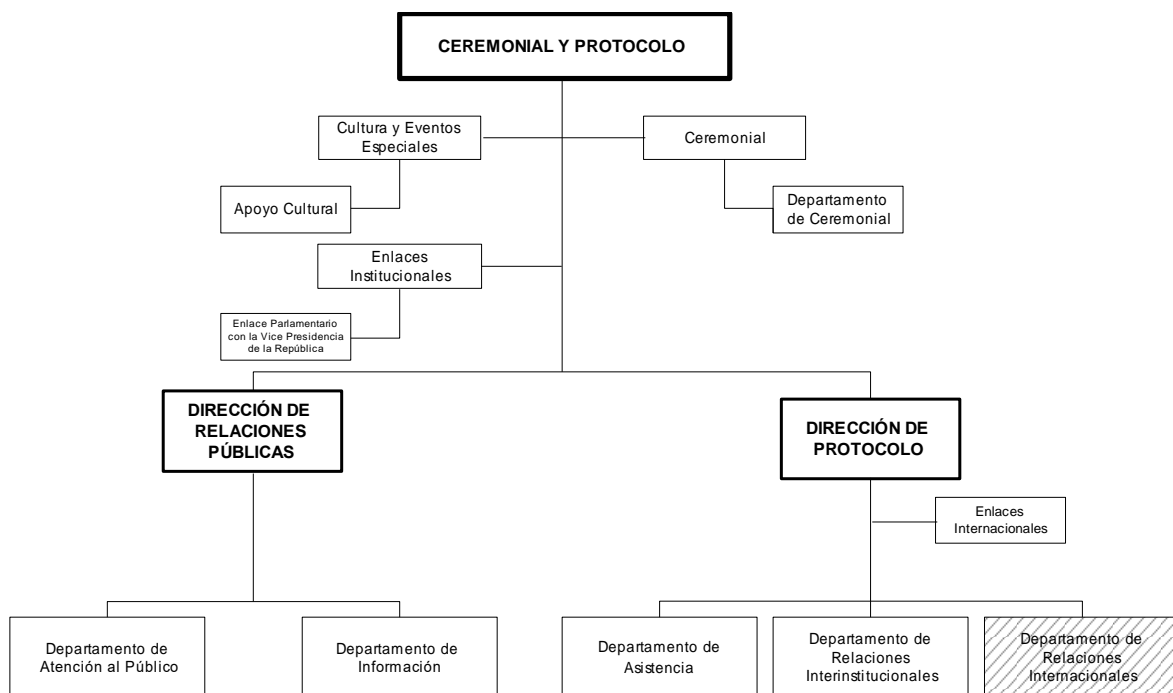 CEREMONIAL Y PROTOCOLO
Cultura y Eventos
Especiales
Ceremonial
Apoyo Cultural
Departamento
de Ceremonial
Enlaces
Institucionales
Enlace Parlamentario
con la Vice Presidencia
de la República
DIRECCIÓN DE
RELACIONES
PÚBLICAS
DIRECCIÓN DE
PROTOCOLO
Enlaces
Internacionales
Departamento de
Atención al Público
Departamento de
Información
Departamento de
Asistencia
Departamento de
Relaciones
Interinstitucionales
Departamento de
Relaciones
Internacionales